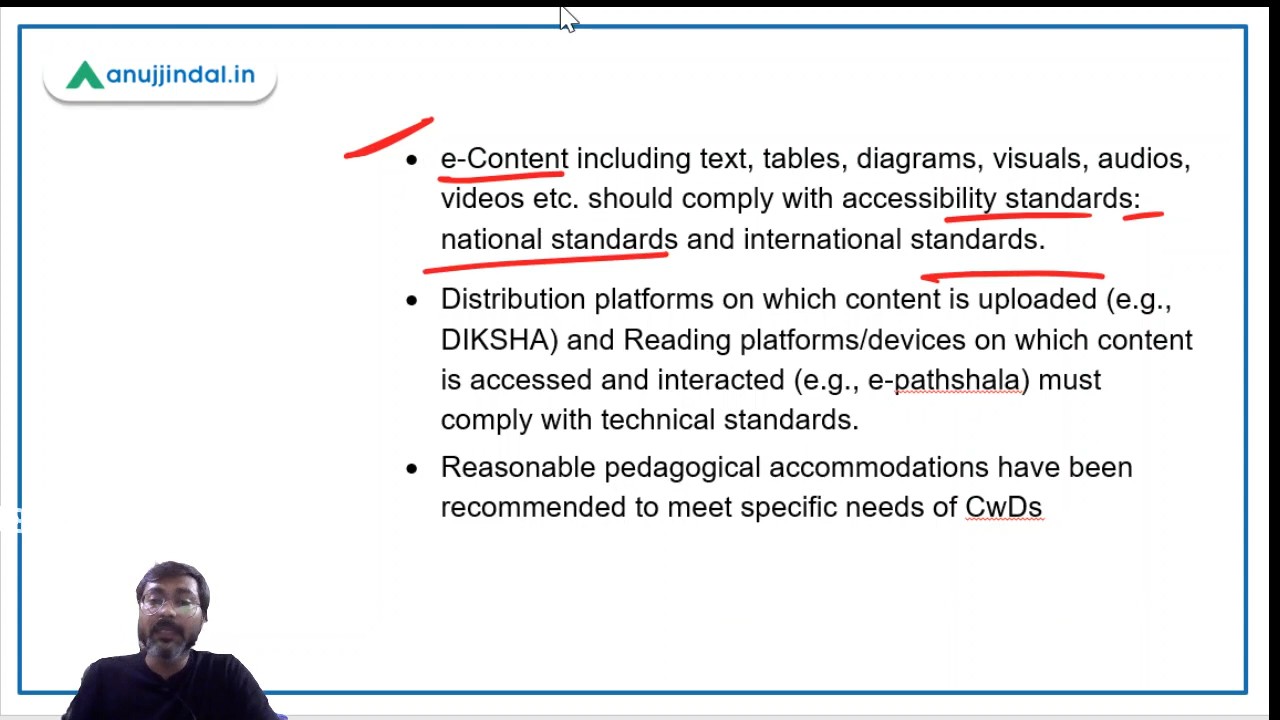 anujjindal.in
• e-Content including text, tables, diagrams, visuals, audios,
videos etc. should comply with accessibility standards:
national standards and international standards.
• Distribution platforms on which content is uploaded (e.g.,
DIKSHA) and Reading platforms/devices on which content
is accessed and interacted (e.g., e-pathshala) must
comply with technical standards.
• Reasonable pedagogical accommodations have been
recommended to meet specific needs of CwDs